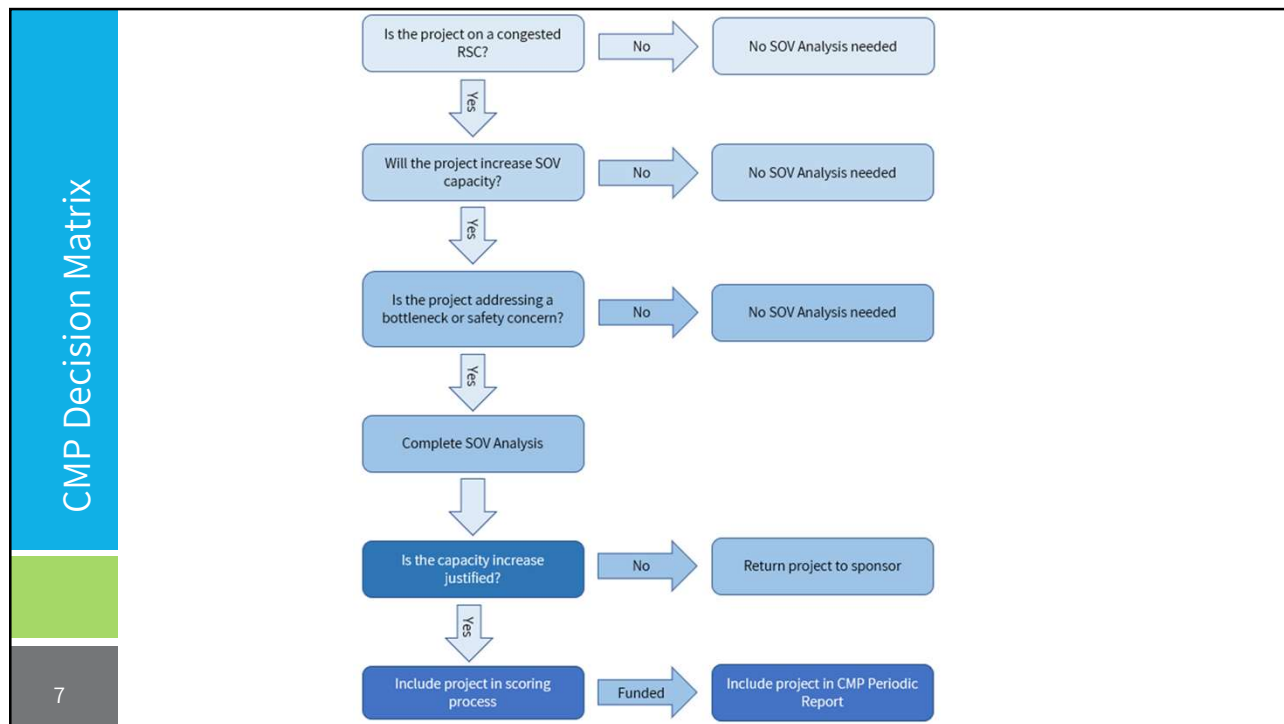 CMP Decision Matrix
7
Is the project on a congested
RSC?
No
No SOV Analysis needed
Yes
Will the project increase SOV
capacity?
No
No SOV Analysis needed
Yes
Is the project addressing a
bottleneck or safety concern?
No
No SOV Analysis needed
Yes
Complete SOV Analysis
Is the capacity increase
justified?
No
Return project to sponsor
Yes
Include project in scoring
process
Funded
Include project in CMP Periodic
Report